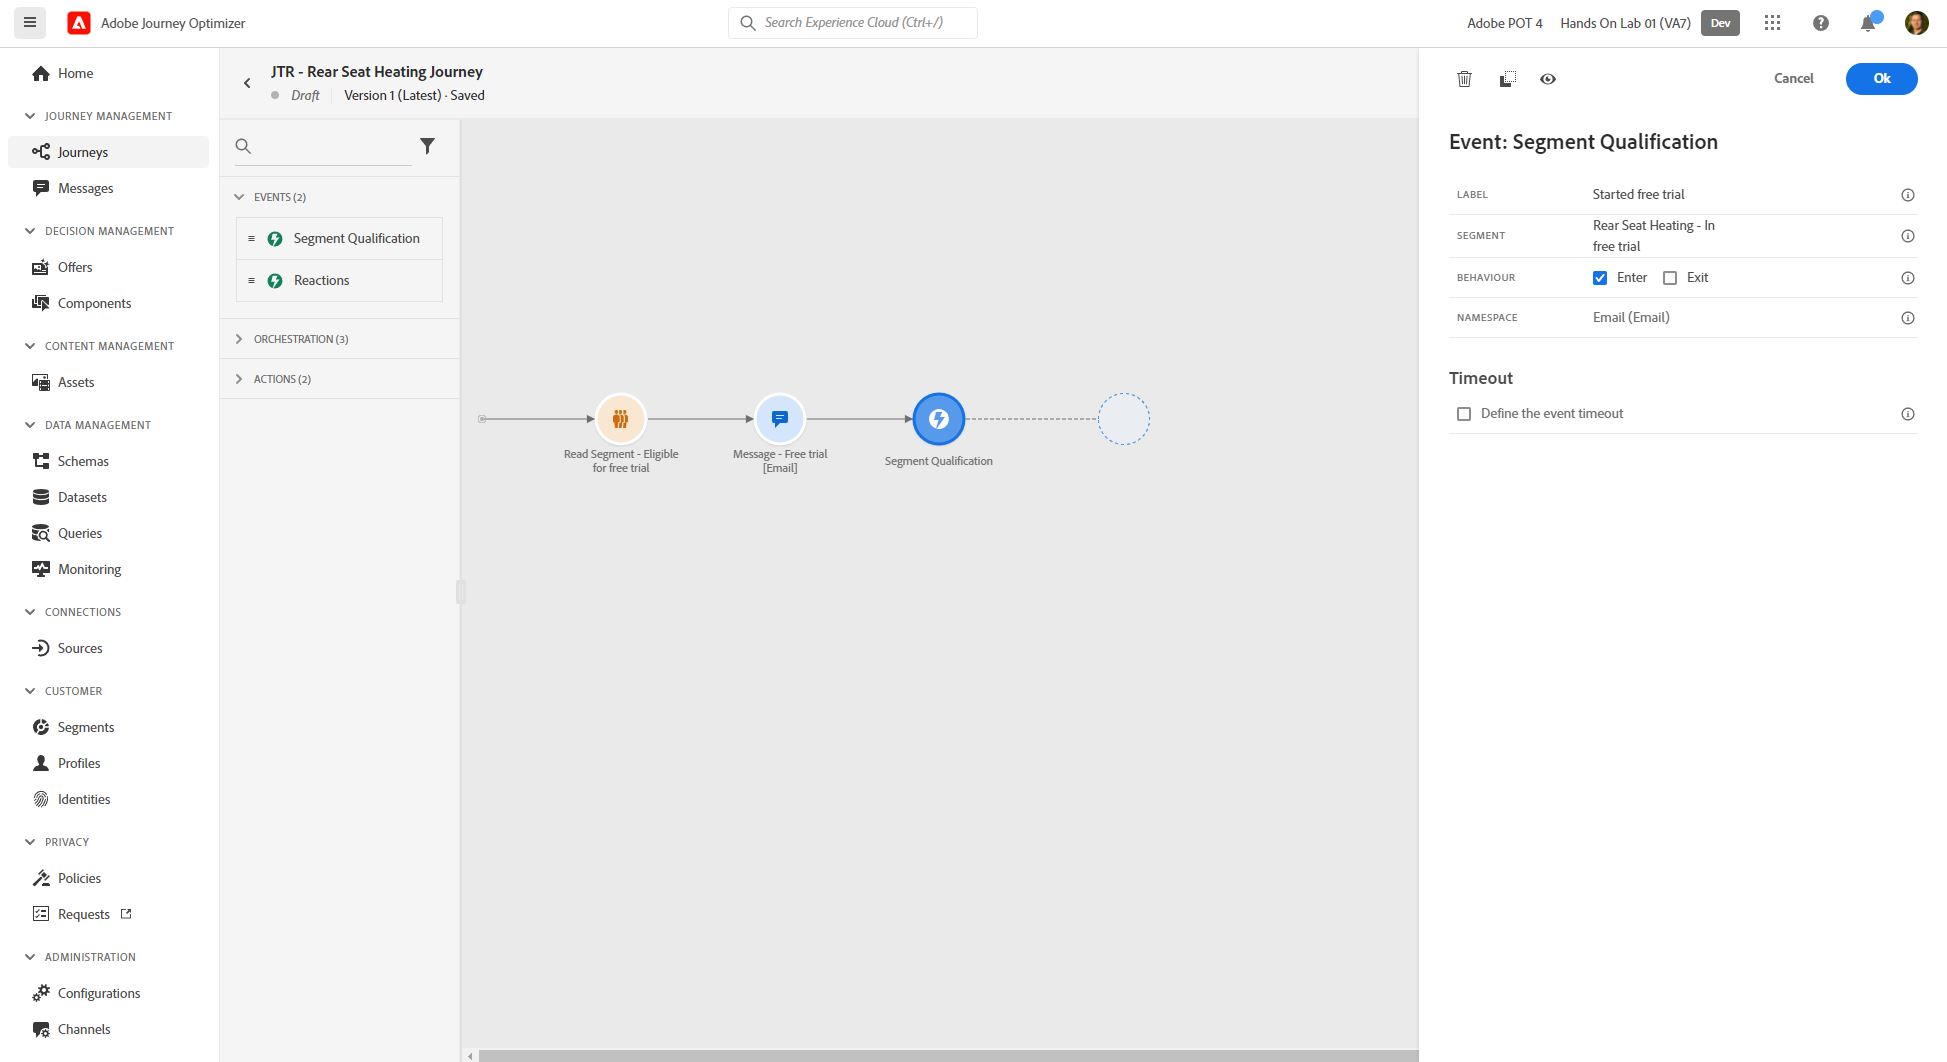 Adobe Journey Optimizer
Search Experience Cloud (Ctrl+/)
Adobe POT 4
Hands On Lab 01 (VA7)
Dev
Home
JOURNEY MANAGEMENT
Journeys
Messages
DECISION MANAGEMENT
Offers
Components
CONTENT MANAGEMENT
Assets
DATA MANAGEMENT
Schemas
Datasets
Queries
Monitoring
CONNECTIONS
Sources
CUSTOMER
Segments
Profiles
Identities
PRIVACY
Policies
Requests
ADMINISTRATION
Configurations
Channels
JTR - Rear Seat Heating Journey
Draft
Version 1 (Latest) · Saved
EVENTS (2)
Segment Qualification
Reactions
ORCHESTRATION (3)
ACTIONS (2)
Read Segment - Eligible
for free trial
Message - Free trial
[Email]
Segment Qualification
Cancel
Ok
Event: Segment Qualification
LABEL
Started free trial
SEGMENT
Rear Seat Heating - In
free trial
BEHAVIOUR
Enter
Exit
NAMESPACE
Email (Email)
Timeout
Define the event timeout